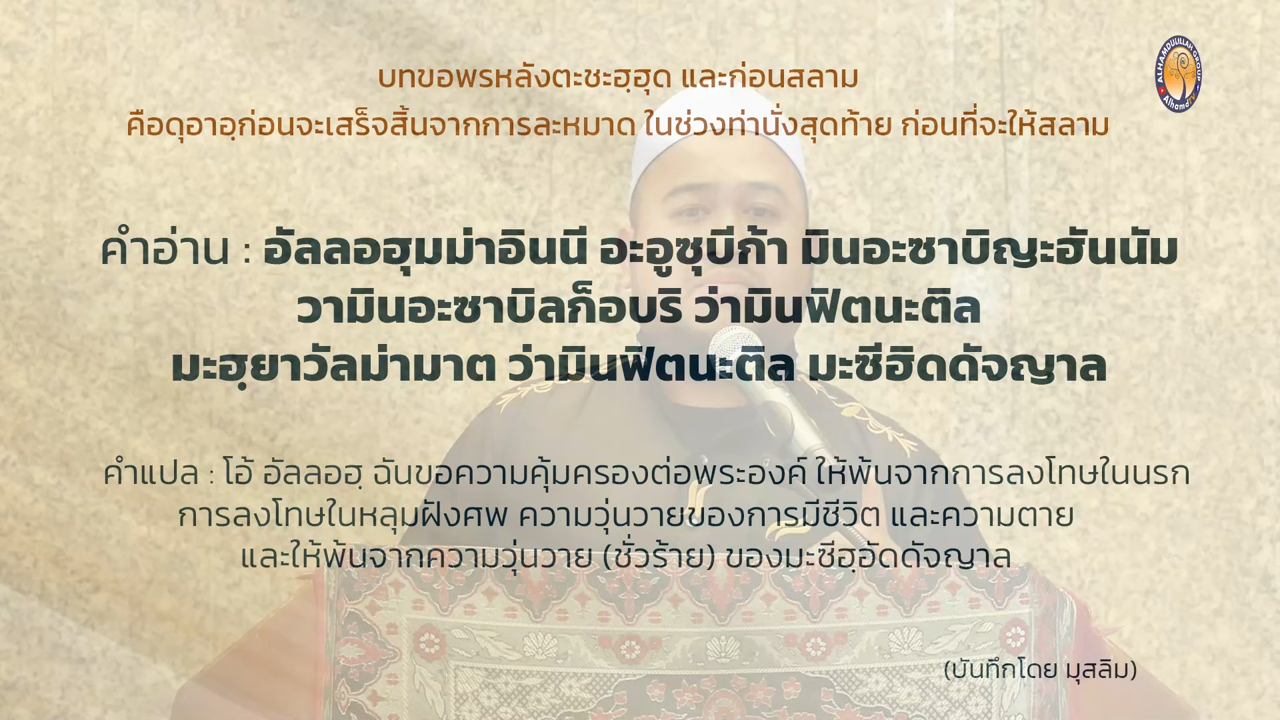 บทขอพรหลังตะชะฮฺฮุด และก่อนสลาม
คือดุอาอฺก่อนจะเสร็จสิ้นจากการละหมาด ในช่วงท่านั่งสุดท้าย ก่อนที่จะให้สลาม
ALHAMDULILLAH GROUP
AlhamdTV
คำอ่าน : อัลลอฮุมม่าอินนี อะอูซุบีก้า มินอะซาบิญะฮันนัม
วามินอะซาบิลก็อบริ ว่ามินฟิตนะติล
มะฮฺยาวัลม่ามาต ว่ามินฟิตนะติล มะซีฮิดดัจญาล
คำแปล : โอ้ อัลลอฮฺ ฉันขอความคุ้มครองต่อพระองค์ ให้พ้นจากการลงโทษในนรก
การลงโทษในหลุมฝังศพ ความวุ่นวายของการมีชีวิต และความตาย
และให้พ้นจากความวุ่นวาย (ชั่วร้าย) ของมะซีฮฺอัดดัจญาล
(บันทึกโดย มุสลิม)